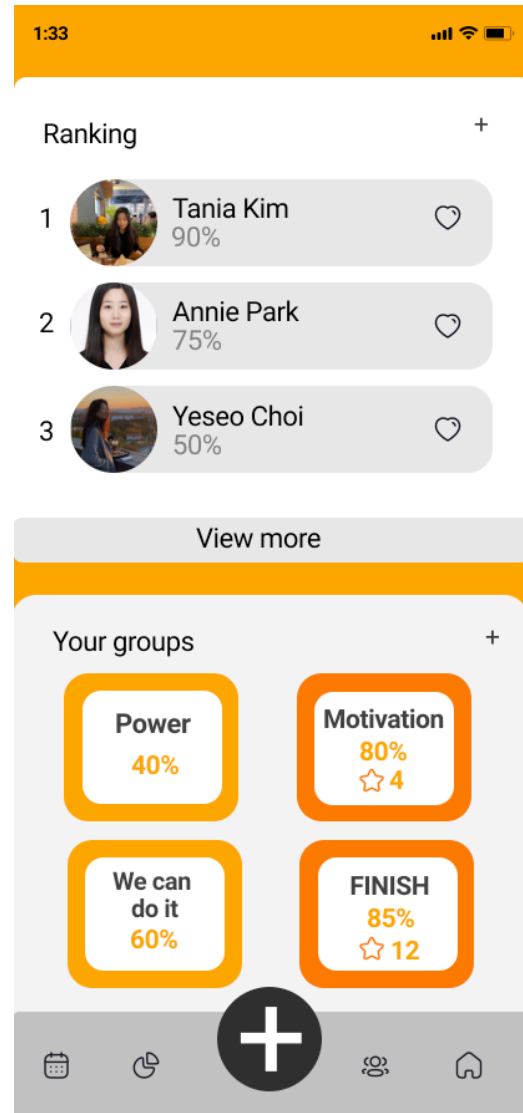 1:33
Ranking
+
1
Tania Kim
90%
2
Annie Park
75%
3
Yeseo Choi
50%
View more
Your groups
+
Power
40%
Motivation
80%
4
We can
do it
60%
FINISH
85%
12